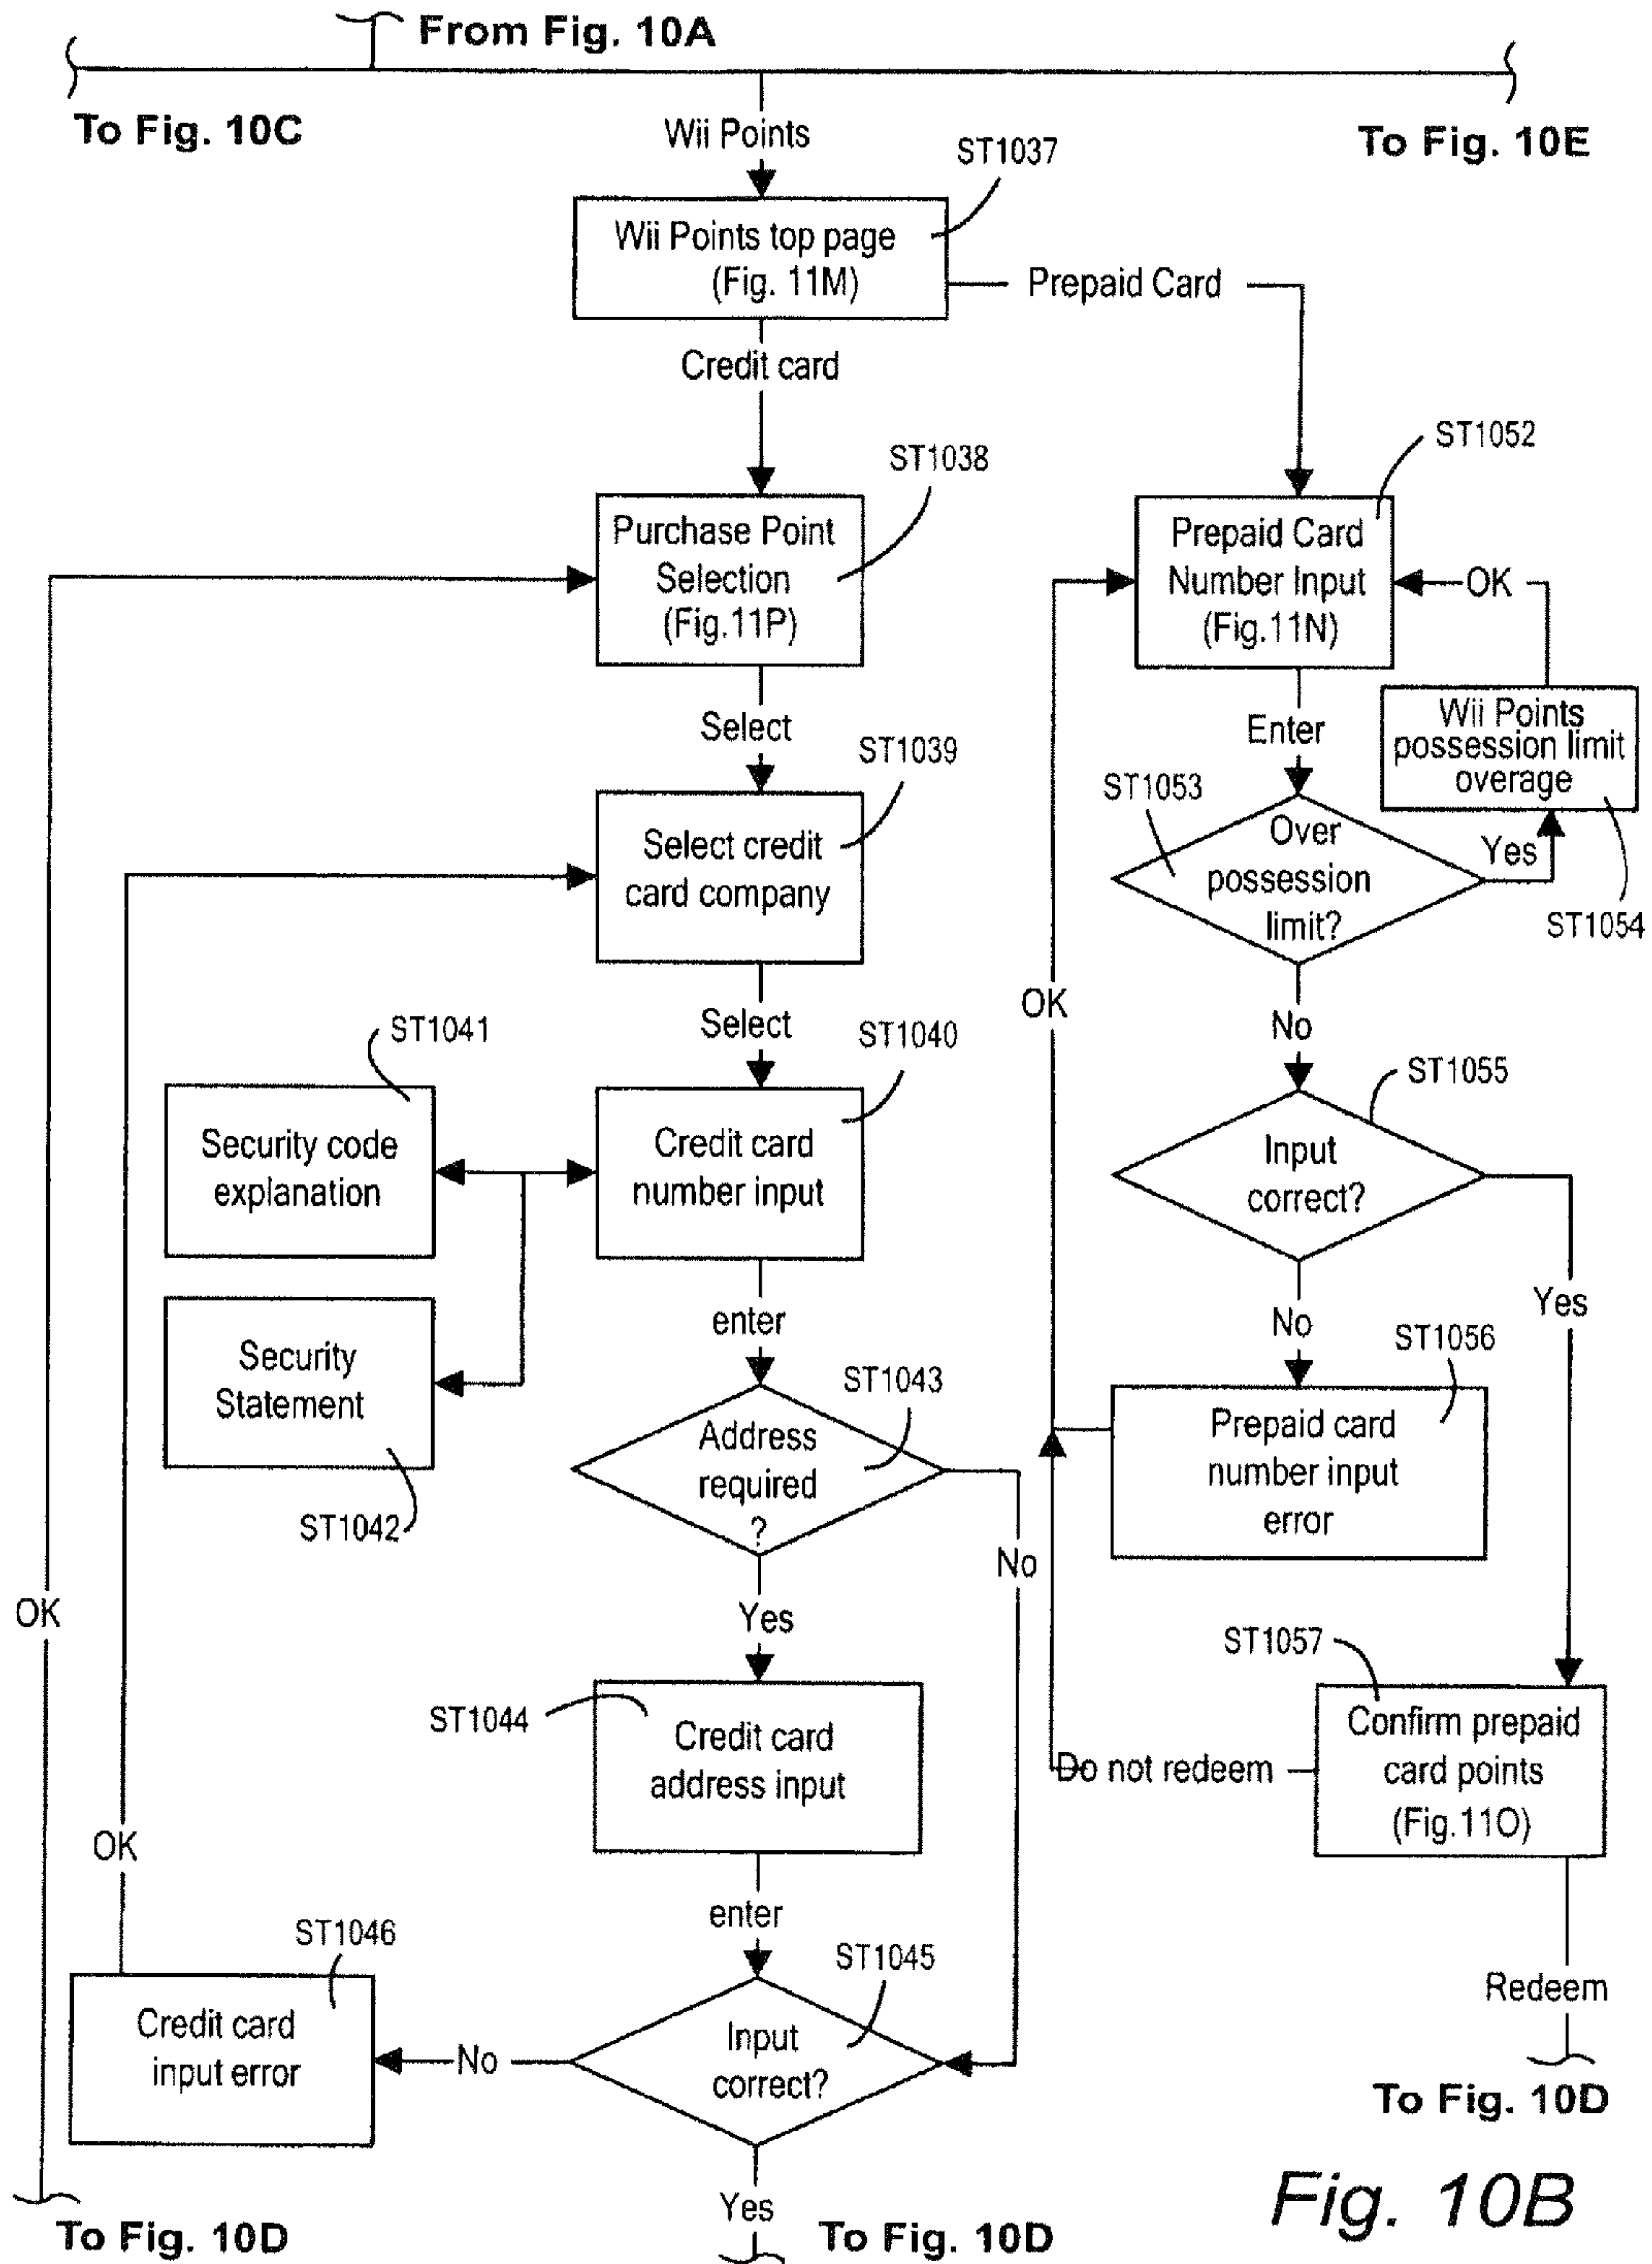 From Fig. 10A
To Fig. 10C
To Fig. 10E
Wii Points
ST1037
Wii Points top page
(Fig. 11M)
Prepaid Card
Credit card
ST1038
Purchase Point
Selection
(Fig.11P)
ST1052
Prepaid Card
Number Input
(Fig.11N)
OK
Select
Enter
Wii Points
possession limit
overage
ST1054
ST1039
Select credit
card company
ST1053
Over
possession
limit?
Yes
Select
No
OK
ST1041
Security code
explanation
ST1040
Credit card
number input
ST1055
Input
correct?
Yes
No
enter
Security
Statement
ST1042
ST1043
Address
required
?
No
ST1056
Prepaid card
number input
error
OK
Yes
ST1044
Credit card
address input
ST1057
Confirm prepaid
card points
(Fig.11O)
Do not redeem
OK
enter
ST1046
Credit card
input error
No
ST1045
Input
correct?
Redeem
To Fig. 10D
Yes
To Fig. 10D
To Fig. 10D
Fig. 10B